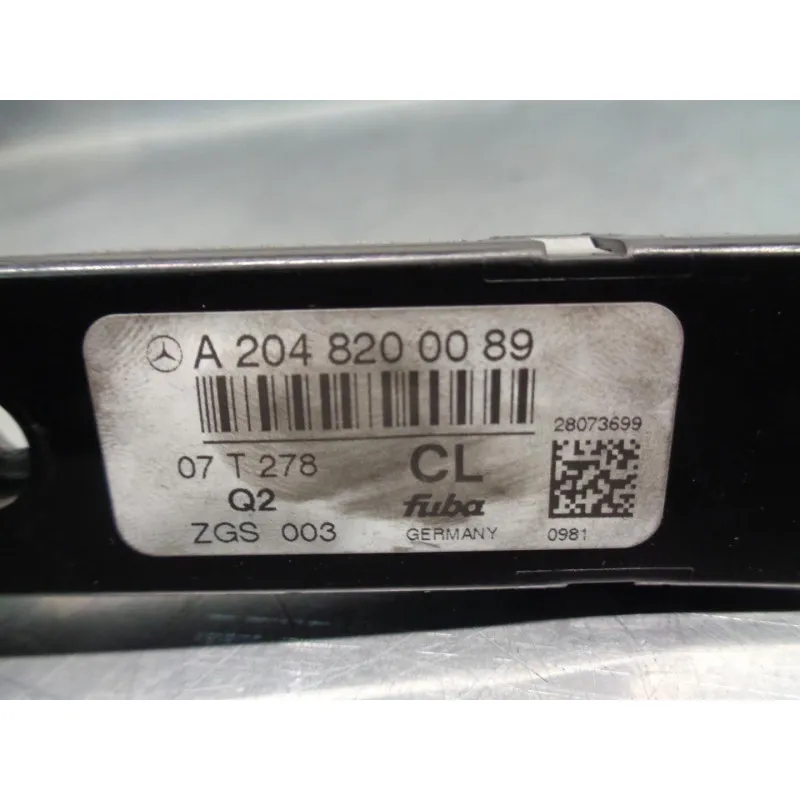 A 204 820 00 89
28073699
07 T 278 CL
Q2 fuba
ZGS 003 GERMANY 0981